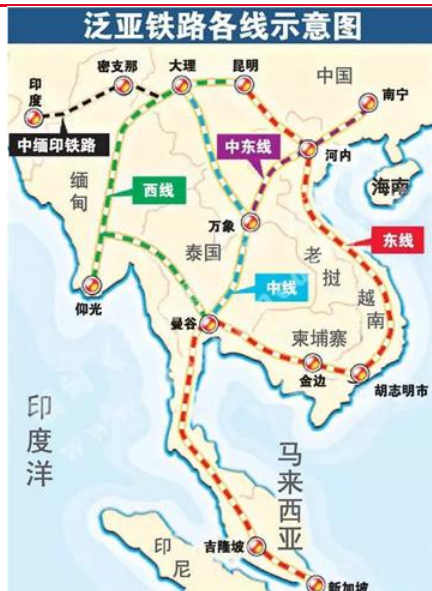 泛亚铁路各线示意图
密支那
大理
昆明
中国
印度
南宁
中缅印铁路
中东线
河内
缅甸
西线
海南
万象
泰国
老挝
东线
中线
越南
仰光
曼谷
柬埔寨
金边
胡志明市
印度洋
马来西亚
印尼
吉隆坡
新加坡